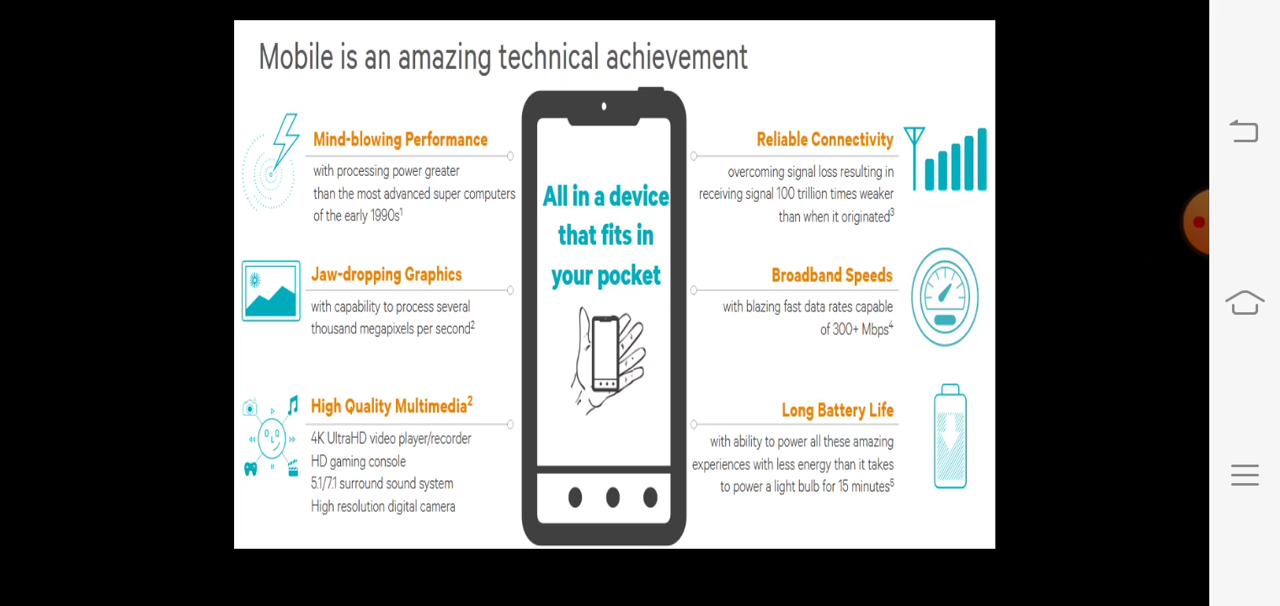 Mobile is an amazing technical achievement
Mind-blowing Performance
with processing power greater
than the most advanced super computers
of the early 1990s¹
Jaw-dropping Graphics
with capability to process several
thousand megapixels per second²
High Quality Multimedia²
4K UltraHD video player/recorder
HD gaming console
5.1/7.1 surround sound system
High resolution digital camera
All in a device
that fits in
your pocket
Reliable Connectivity
overcoming signal loss resulting in
receiving signal 100 trillion times weaker
than when it originated³
Broadband Speeds
with blazing fast data rates capable
of 300+ Mbps⁴
Long Battery Life
with ability to power all these amazing
experiences with less energy than it takes
to power a light bulb for 15 minutes⁵